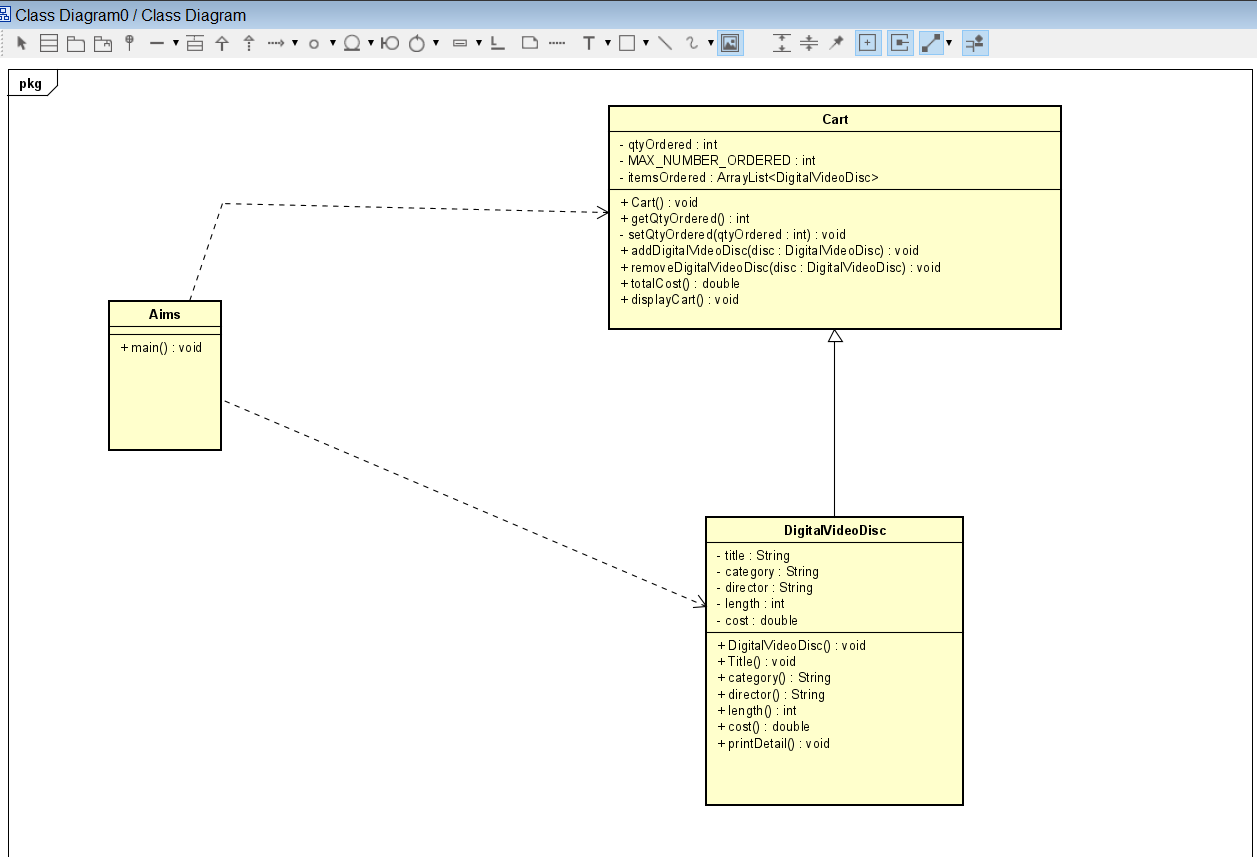 Class Diagram0 / Class Diagram
pkg
Cart
- qtyOrdered : int
- MAX_NUMBER_ORDERED : int
- itemsOrdered : ArrayList<DigitalVideoDisc>
+ Cart() : void
+ getQtyOrdered() : int
- setQtyOrdered(qtyOrdered : int) : void
+ addDigitalVideoDisc(disc : DigitalVideoDisc) : void
+ removeDigitalVideoDisc(disc : DigitalVideoDisc) : void
+ totalCost() : double
+ displayCart() : void
Aims
+ main() : void
DigitalVideoDisc
- title : String
- category : String
- director : String
- length : int
- cost : double
+ DigitalVideoDisc() : void
+ Title() : void
+ category() : String
+ director() : String
+ length() : int
+ cost() : double
+ printDetail() : void